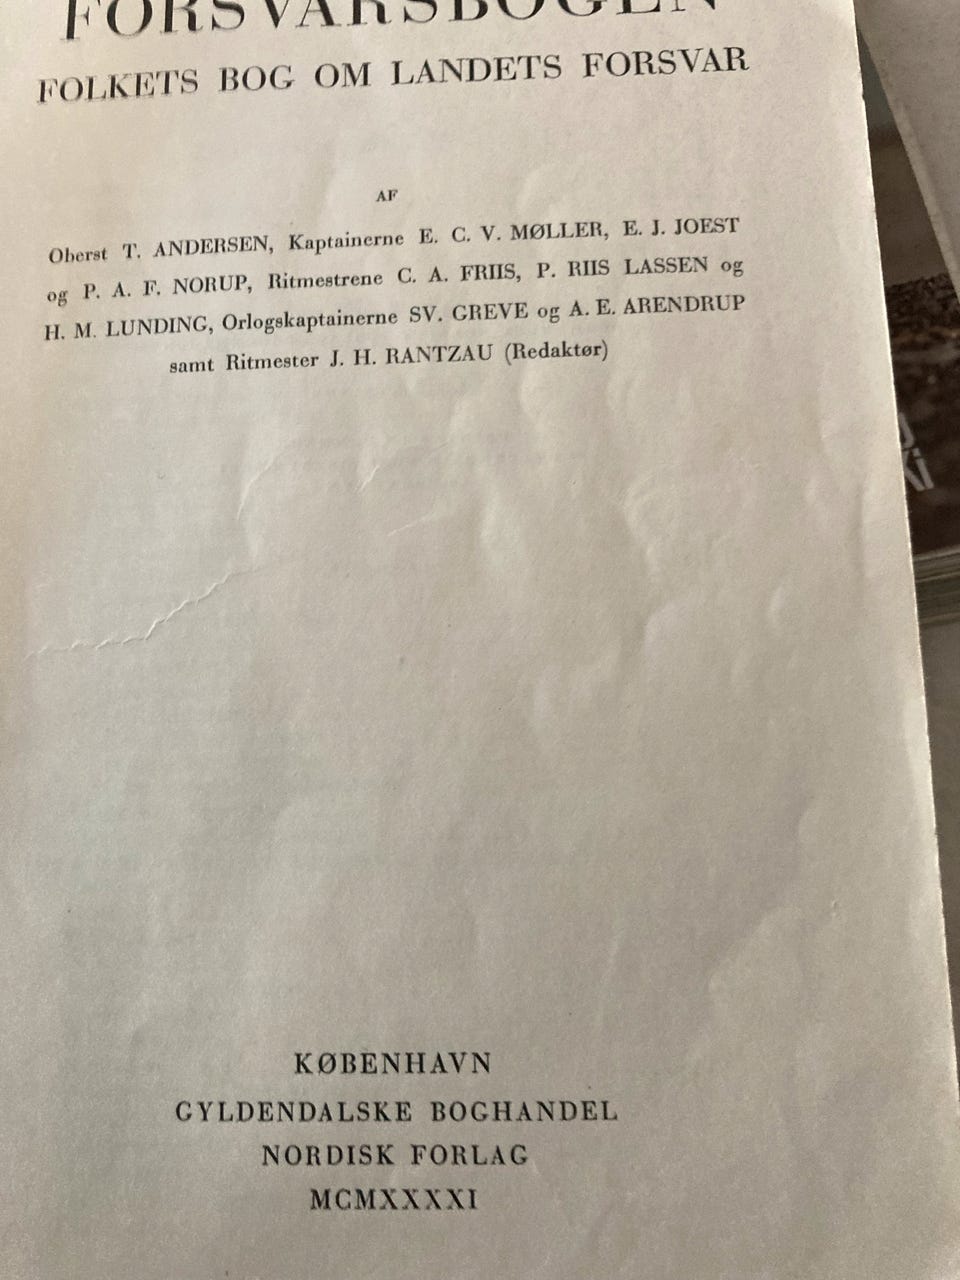 FORSVARSBOGEN
FOLKETS BOG OM LANDETS FORSVAR
AF
Oberst T. ANDERSEN, Kaptainerne E. C. V. MØLLER, E. J. JOEST
og P. A. F. NORUP, Ritmestrene C. A. FRIIS, P. RIIS LASSEN og
H. M. LUNDING, Orlogskaptainerne SV. GREVE og A. E. ARENDRUP
samt Ritmester J. H. RANTZAU (Redaktør)
KØBENHAVN
GYLDENDALSKE BOGHANDEL
NORDISK FORLAG
MCMXXXXI